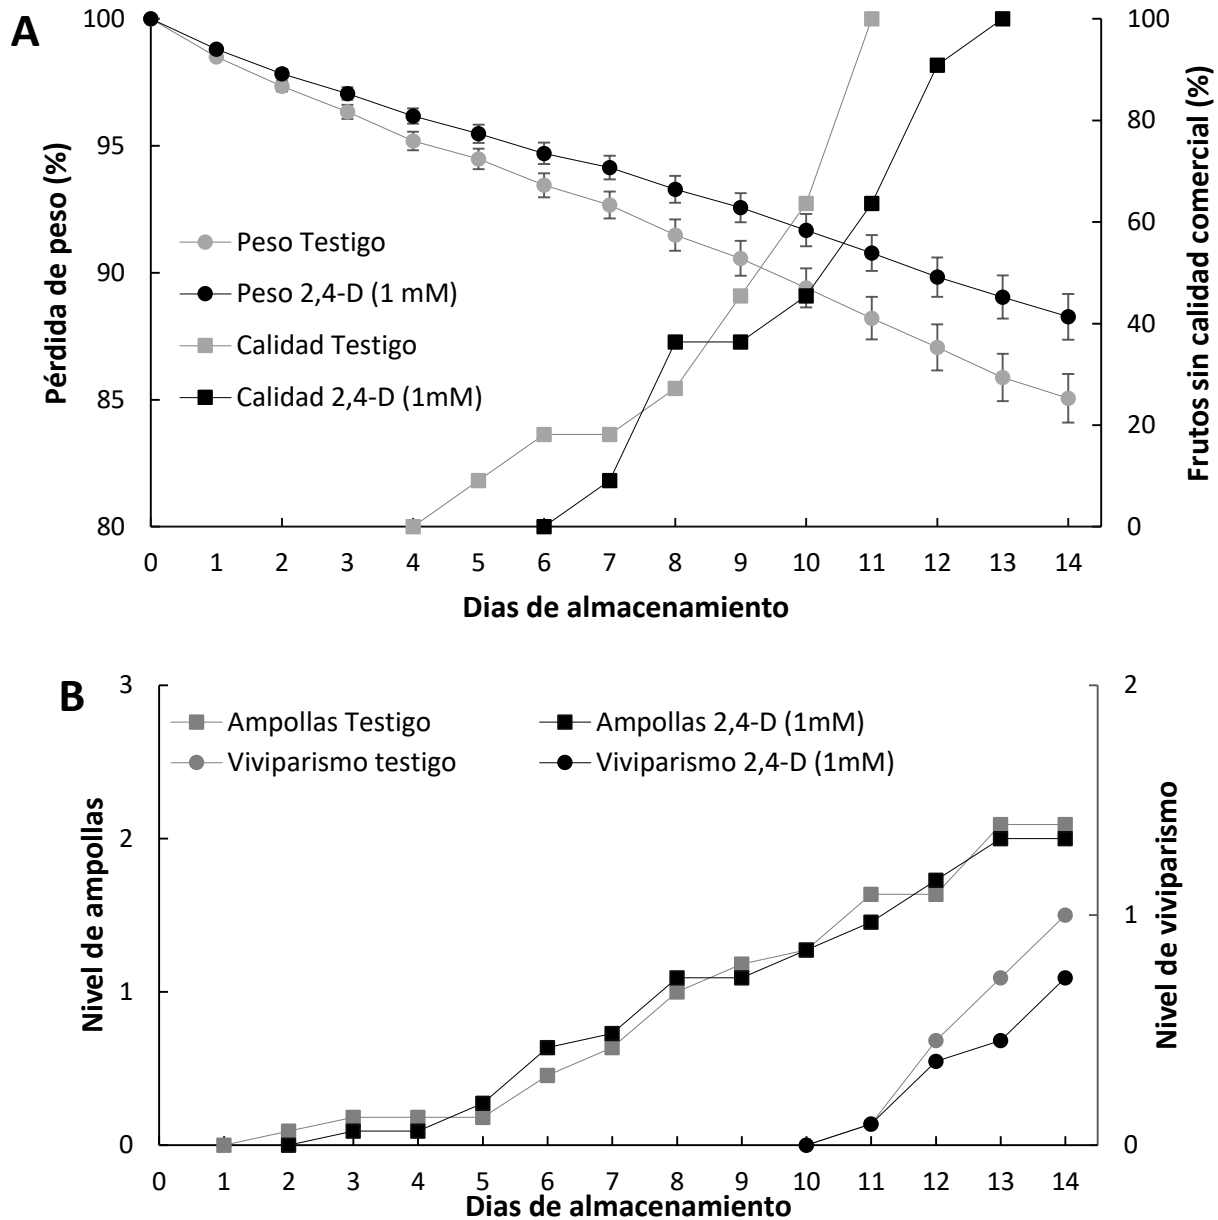 A
Pérdida de peso (%)
100
95
90
85
80
Peso Testigo
Peso 2,4-D (1 mM)
Calidad Testigo
Calidad 2,4-D (1mM)
100
80
60
40
20
0
Frutos sin calidad comercial (%)
0 1 2 3 4 5 6 7 8 9 10 11 12 13 14
Dias de almacenamiento
B
Nivel de ampollas
3
2
1
0
Ampollas Testigo Ampollas 2,4-D (1mM)
Viviparismo testigo Viviparismo 2,4-D (1mM)
2
1
0
Nivel de viviparismo
0 1 2 3 4 5 6 7 8 9 10 11 12 13 14
Dias de almacenamiento